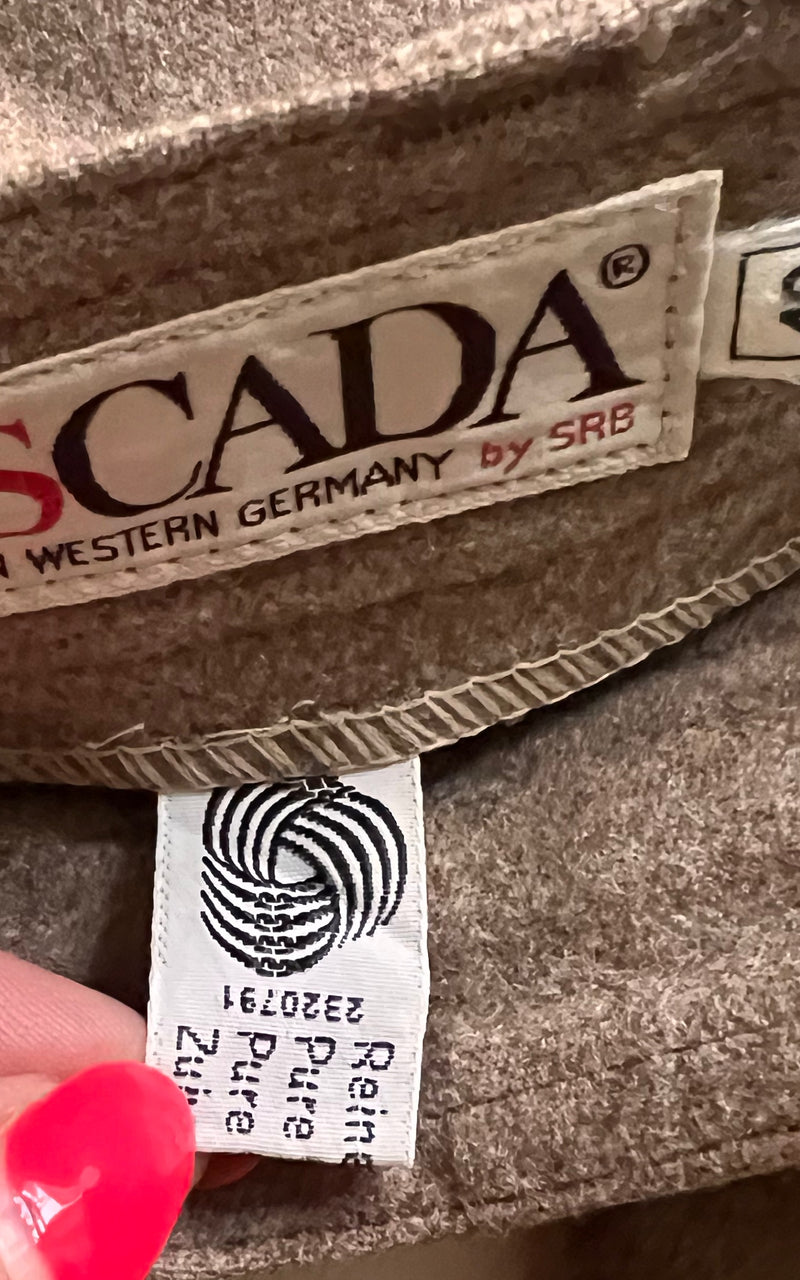 SCADA®
WESTERN GERMANY by SRB
2320791
Reine
Pure
Pure